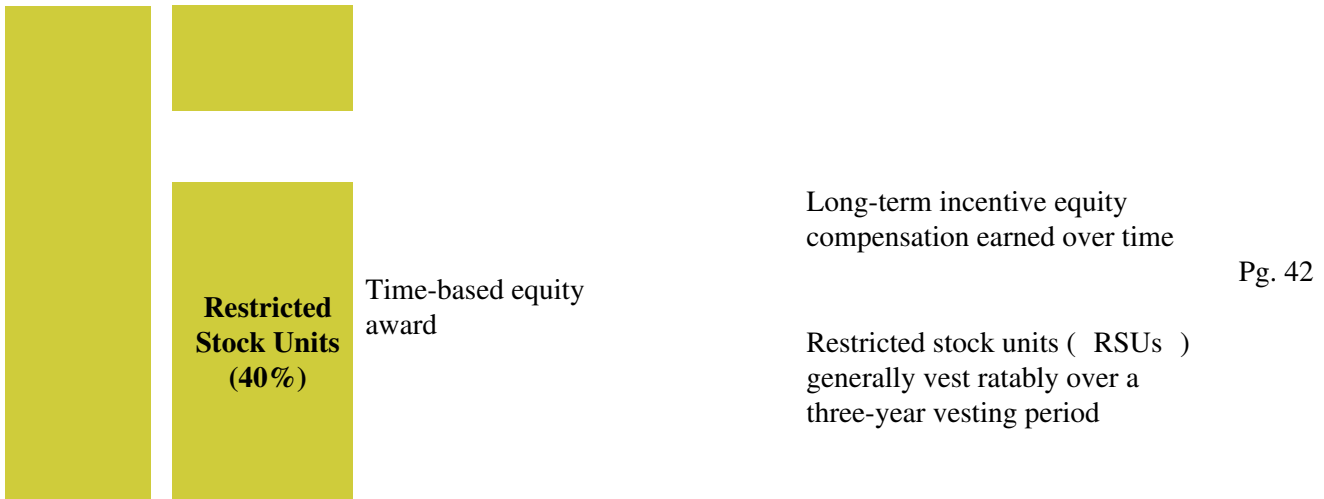 Restricted
Stock Units
(40%)
Time-based equity
award
Long-term incentive equity
compensation earned over time
Restricted stock units ( RSUs )
generally vest ratably over a
three-year vesting period
Pg. 42